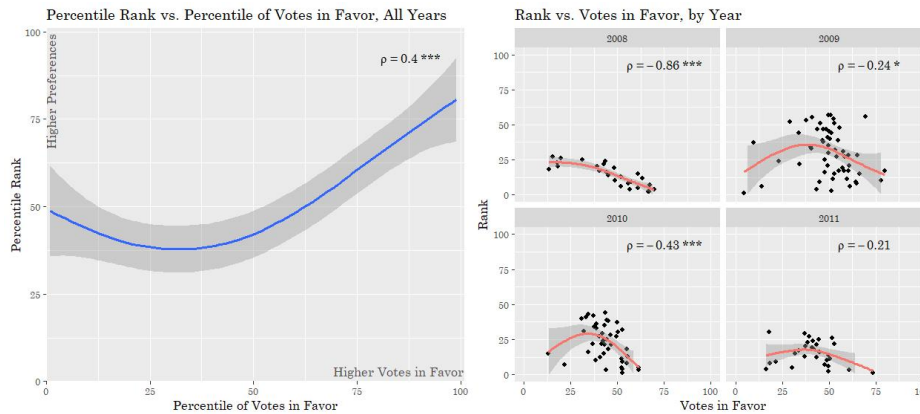 Percentile Rank vs. Percentile of Votes in Favor, All Years
100
75
50
25
0
Percentile Rank
Higher Preferences
ρ = 0.4 ***
Higher Votes in Favor
0 25 50 75 100
Percentile of Votes in Favor
Rank vs. Votes in Favor, by Year
2008 2009
100
75
50
25
0
ρ = −0.86 *** ρ = −0.24 *
Rank
2010 2011
100
75
50
25
0
ρ = −0.43 *** ρ = −0.21
0 25 50 75 100 0 25 50 75 100
Votes in Favor